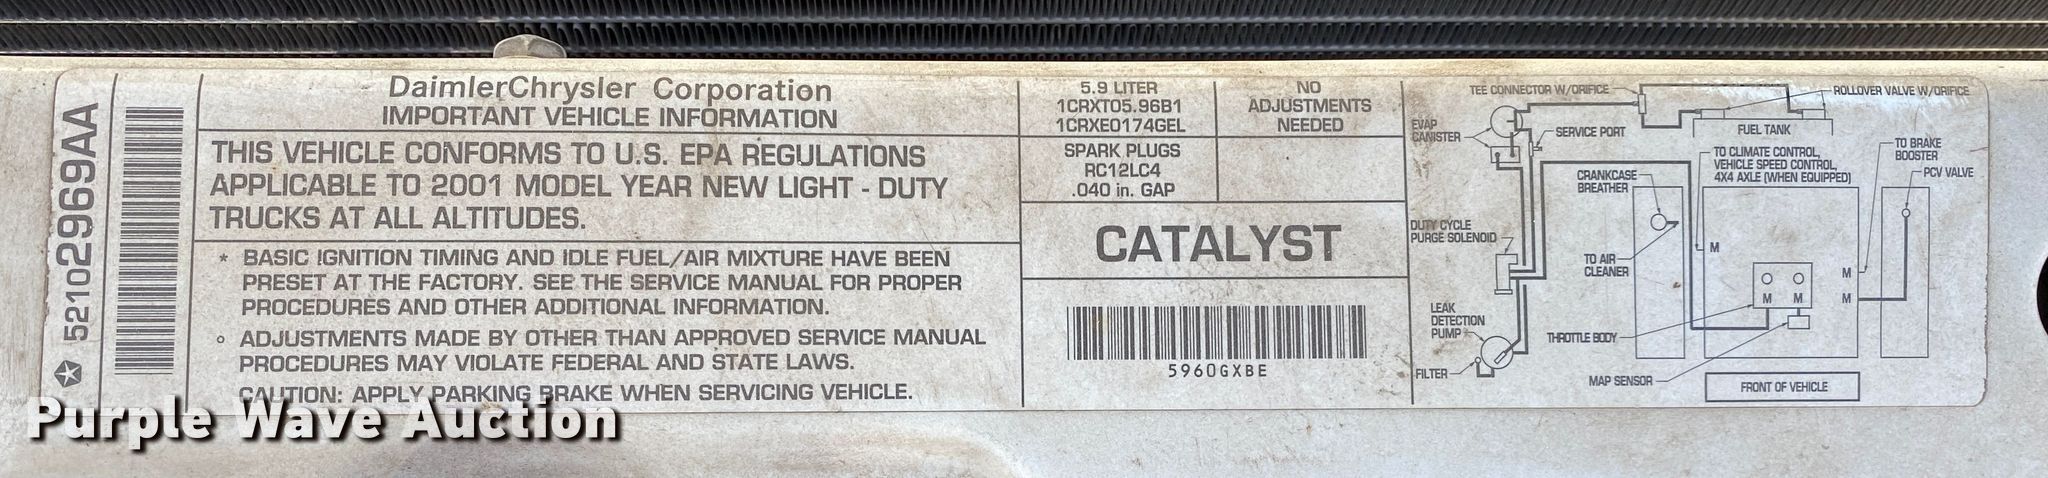 52102969AA
DaimlerChrysler Corporation
IMPORTANT VEHICLE INFORMATION
THIS VEHICLE CONFORMS TO U.S. EPA REGULATIONS
APPLICABLE TO 2001 MODEL YEAR NEW LIGHT - DUTY
TRUCKS AT ALL ALTITUDES.
* BASIC IGNITION TIMING AND IDLE FUEL/AIR MIXTURE HAVE BEEN
PRESET AT THE FACTORY. SEE THE SERVICE MANUAL FOR PROPER
PROCEDURES AND OTHER ADDITIONAL INFORMATION.
○ ADJUSTMENTS MADE BY OTHER THAN APPROVED SERVICE MANUAL
PROCEDURES MAY VIOLATE FEDERAL AND STATE LAWS.
CAUTION: APPLY PARKING BRAKE WHEN SERVICING VEHICLE.
5.9 LITER
1CRXT05.96B1
1CRXE0174GEL
NO
ADJUSTMENTS
NEEDED
SPARK PLUGS
RC12LC4
.040 in. GAP
CATALYST
5960GXBE
TEE CONNECTOR W/ORIFICE
ROLLOVER VALVE W/ORIFICE
EVAP
CANISTER
SERVICE PORT
FUEL TANK
TO CLIMATE CONTROL,
VEHICLE SPEED CONTROL,
4X4 AXLE (WHEN EQUIPPED)
TO BRAKE
BOOSTER
PCV VALVE
CRANKCASE
BREATHER
DUTY CYCLE
PURGE SOLENOID
TO AIR
CLEANER
M
M
M
M
M
LEAK
DETECTION
PUMP
THROTTLE BODY
FILTER
MAP SENSOR
FRONT OF VEHICLE
Purple Wave Auction